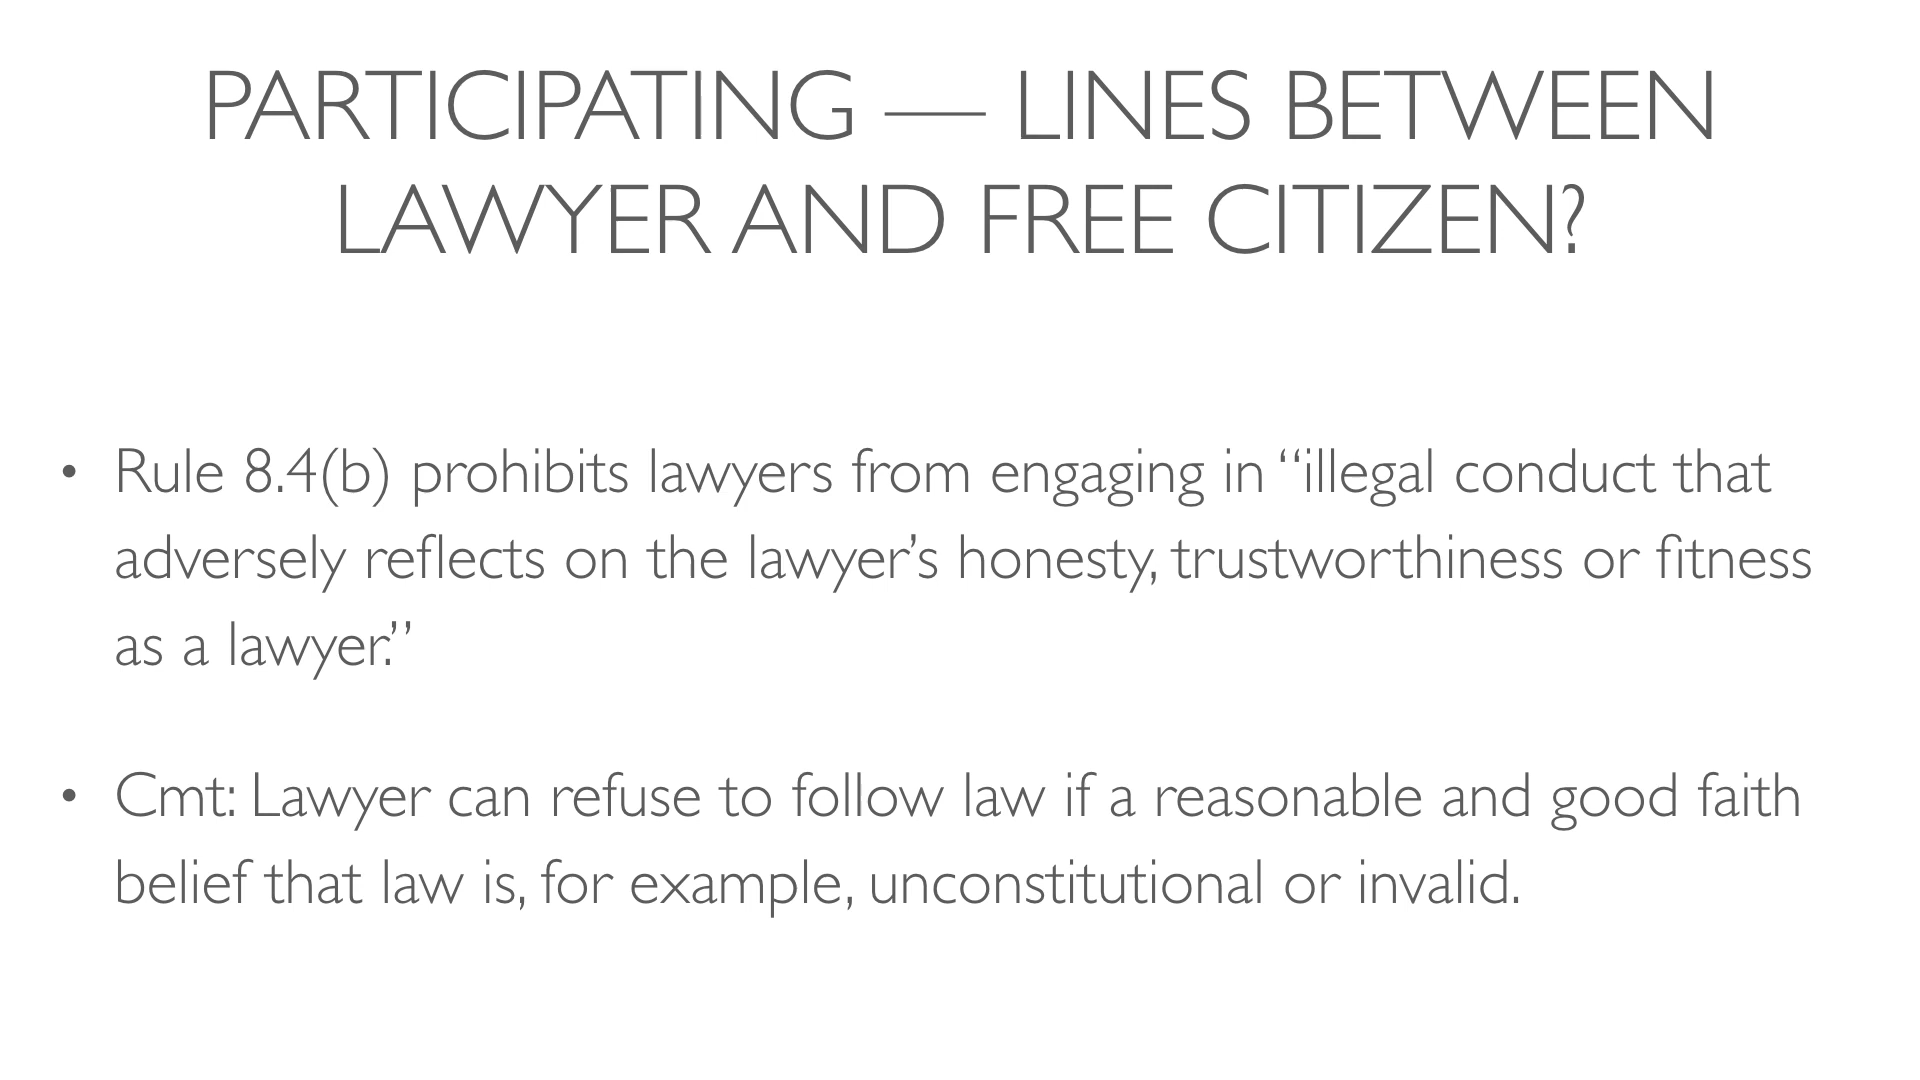 PARTICIPATING — LINES BETWEEN
LAWYER AND FREE CITIZEN?
• Rule 8.4(b) prohibits lawyers from engaging in “illegal conduct that
adversely reflects on the lawyer’s honesty, trustworthiness or fitness
as a lawyer.”
• Cmt: Lawyer can refuse to follow law if a reasonable and good faith
belief that law is, for example, unconstitutional or invalid.